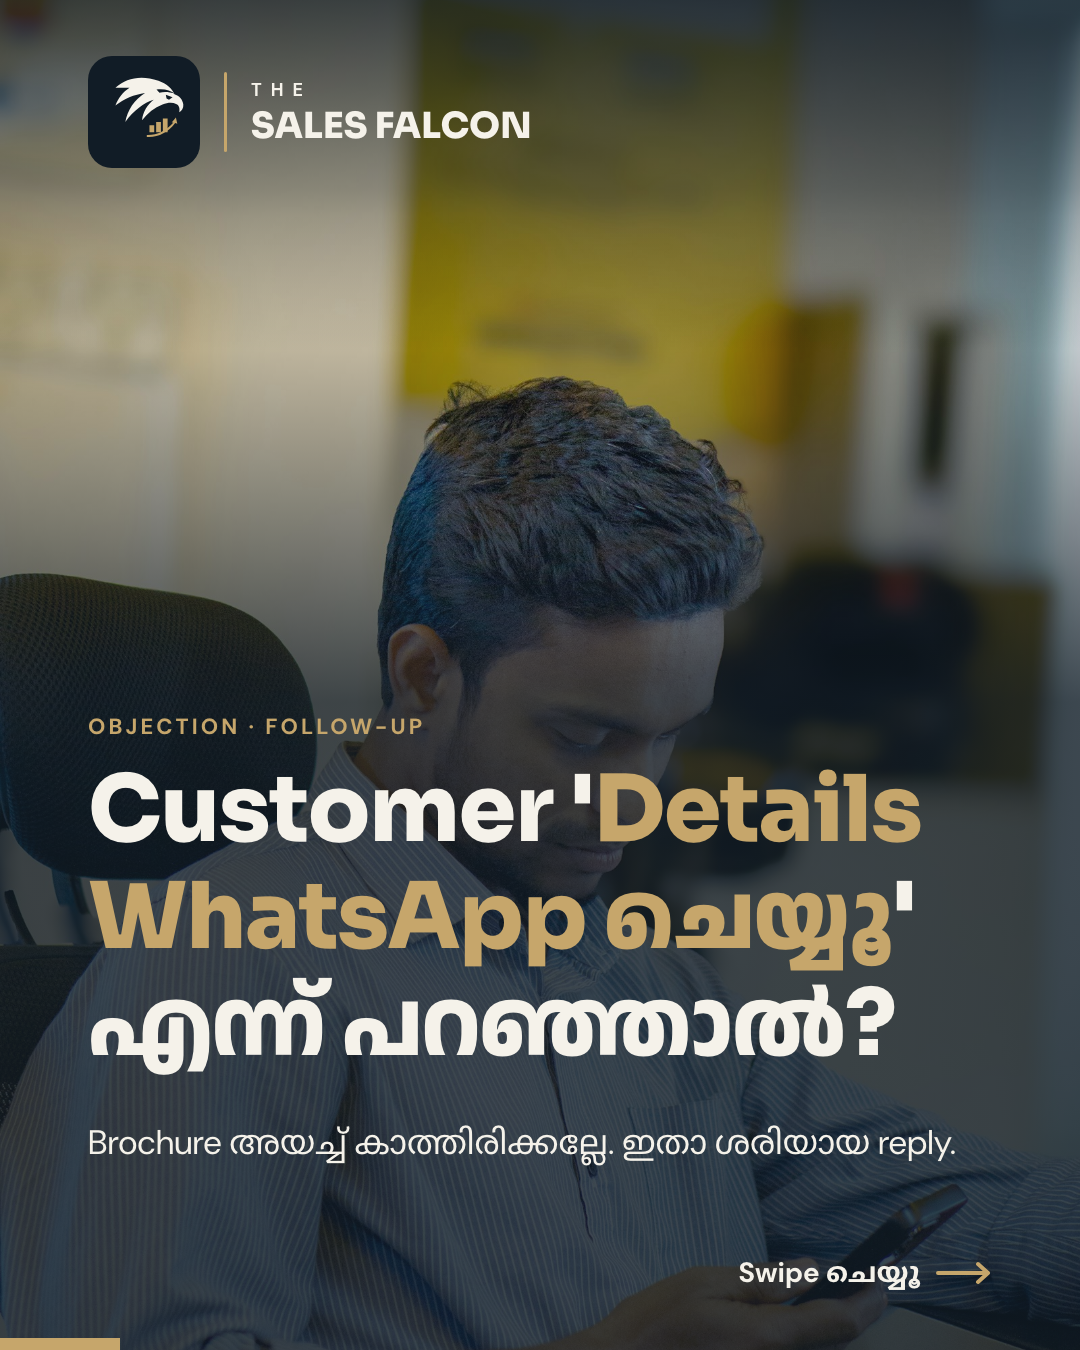 THE
SALES FALCON
OBJECTION · FOLLOW-UP
Customer 'Details
WhatsApp ചെയ്യൂ'
എന്ന് പറഞ്ഞാൽ?
Brochure അയച്ച് കാത്തിരിക്കല്ലേ. ഇതാ ശരിയായ reply.
Swipe ചെയ്യൂ